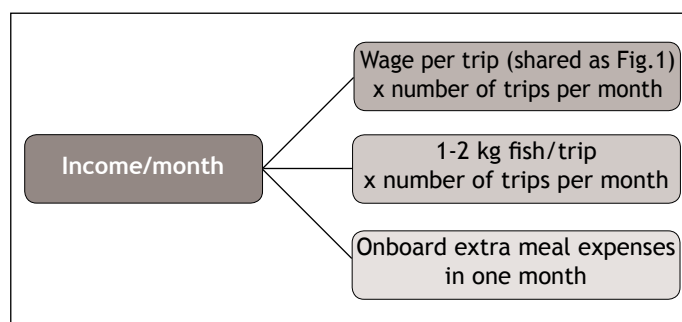 Income/month
Wage per trip (shared as Fig.1)
x number of trips per month
1-2 kg fish/trip
x number of trips per month
Onboard extra meal expenses
in one month